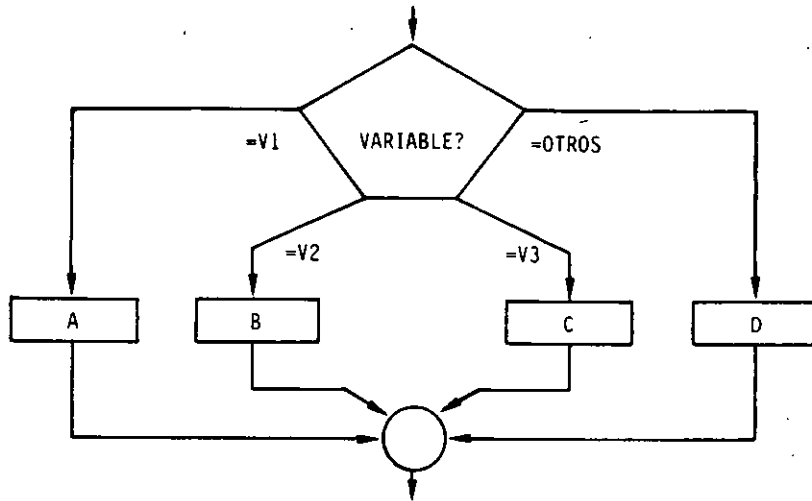 VARIABLE?
=V1
=OTROS
=V2
=V3
A
B
C
D